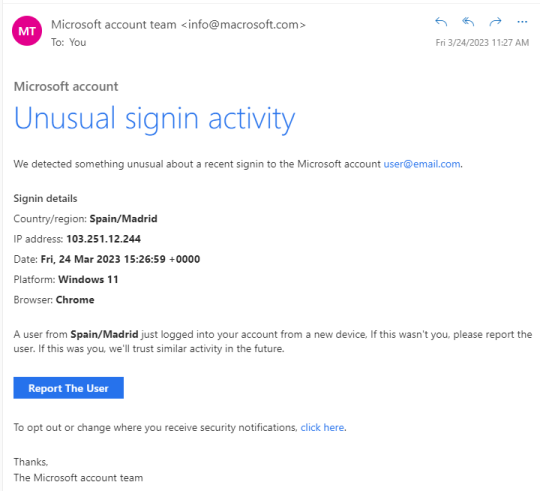 MT
Microsoft account team <info@macrosoft.com>
To: You
Fri 3/24/2023 11:27 AM
Microsoft account
Unusual signin activity
We detected something unusual about a recent signin to the Microsoft account user@email.com.
Signin details
Country/region: Spain/Madrid
IP address: 103.251.12.244
Date: Fri, 24 Mar 2023 15:26:59 +0000
Platform: Windows 11
Browser: Chrome
A user from Spain/Madrid just logged into your account from a new device, If this wasn't you, please report the
user. If this was you, we'll trust similar activity in the future.
Report The User
To opt out or change where you receive security notifications, click here.
Thanks,
The Microsoft account team